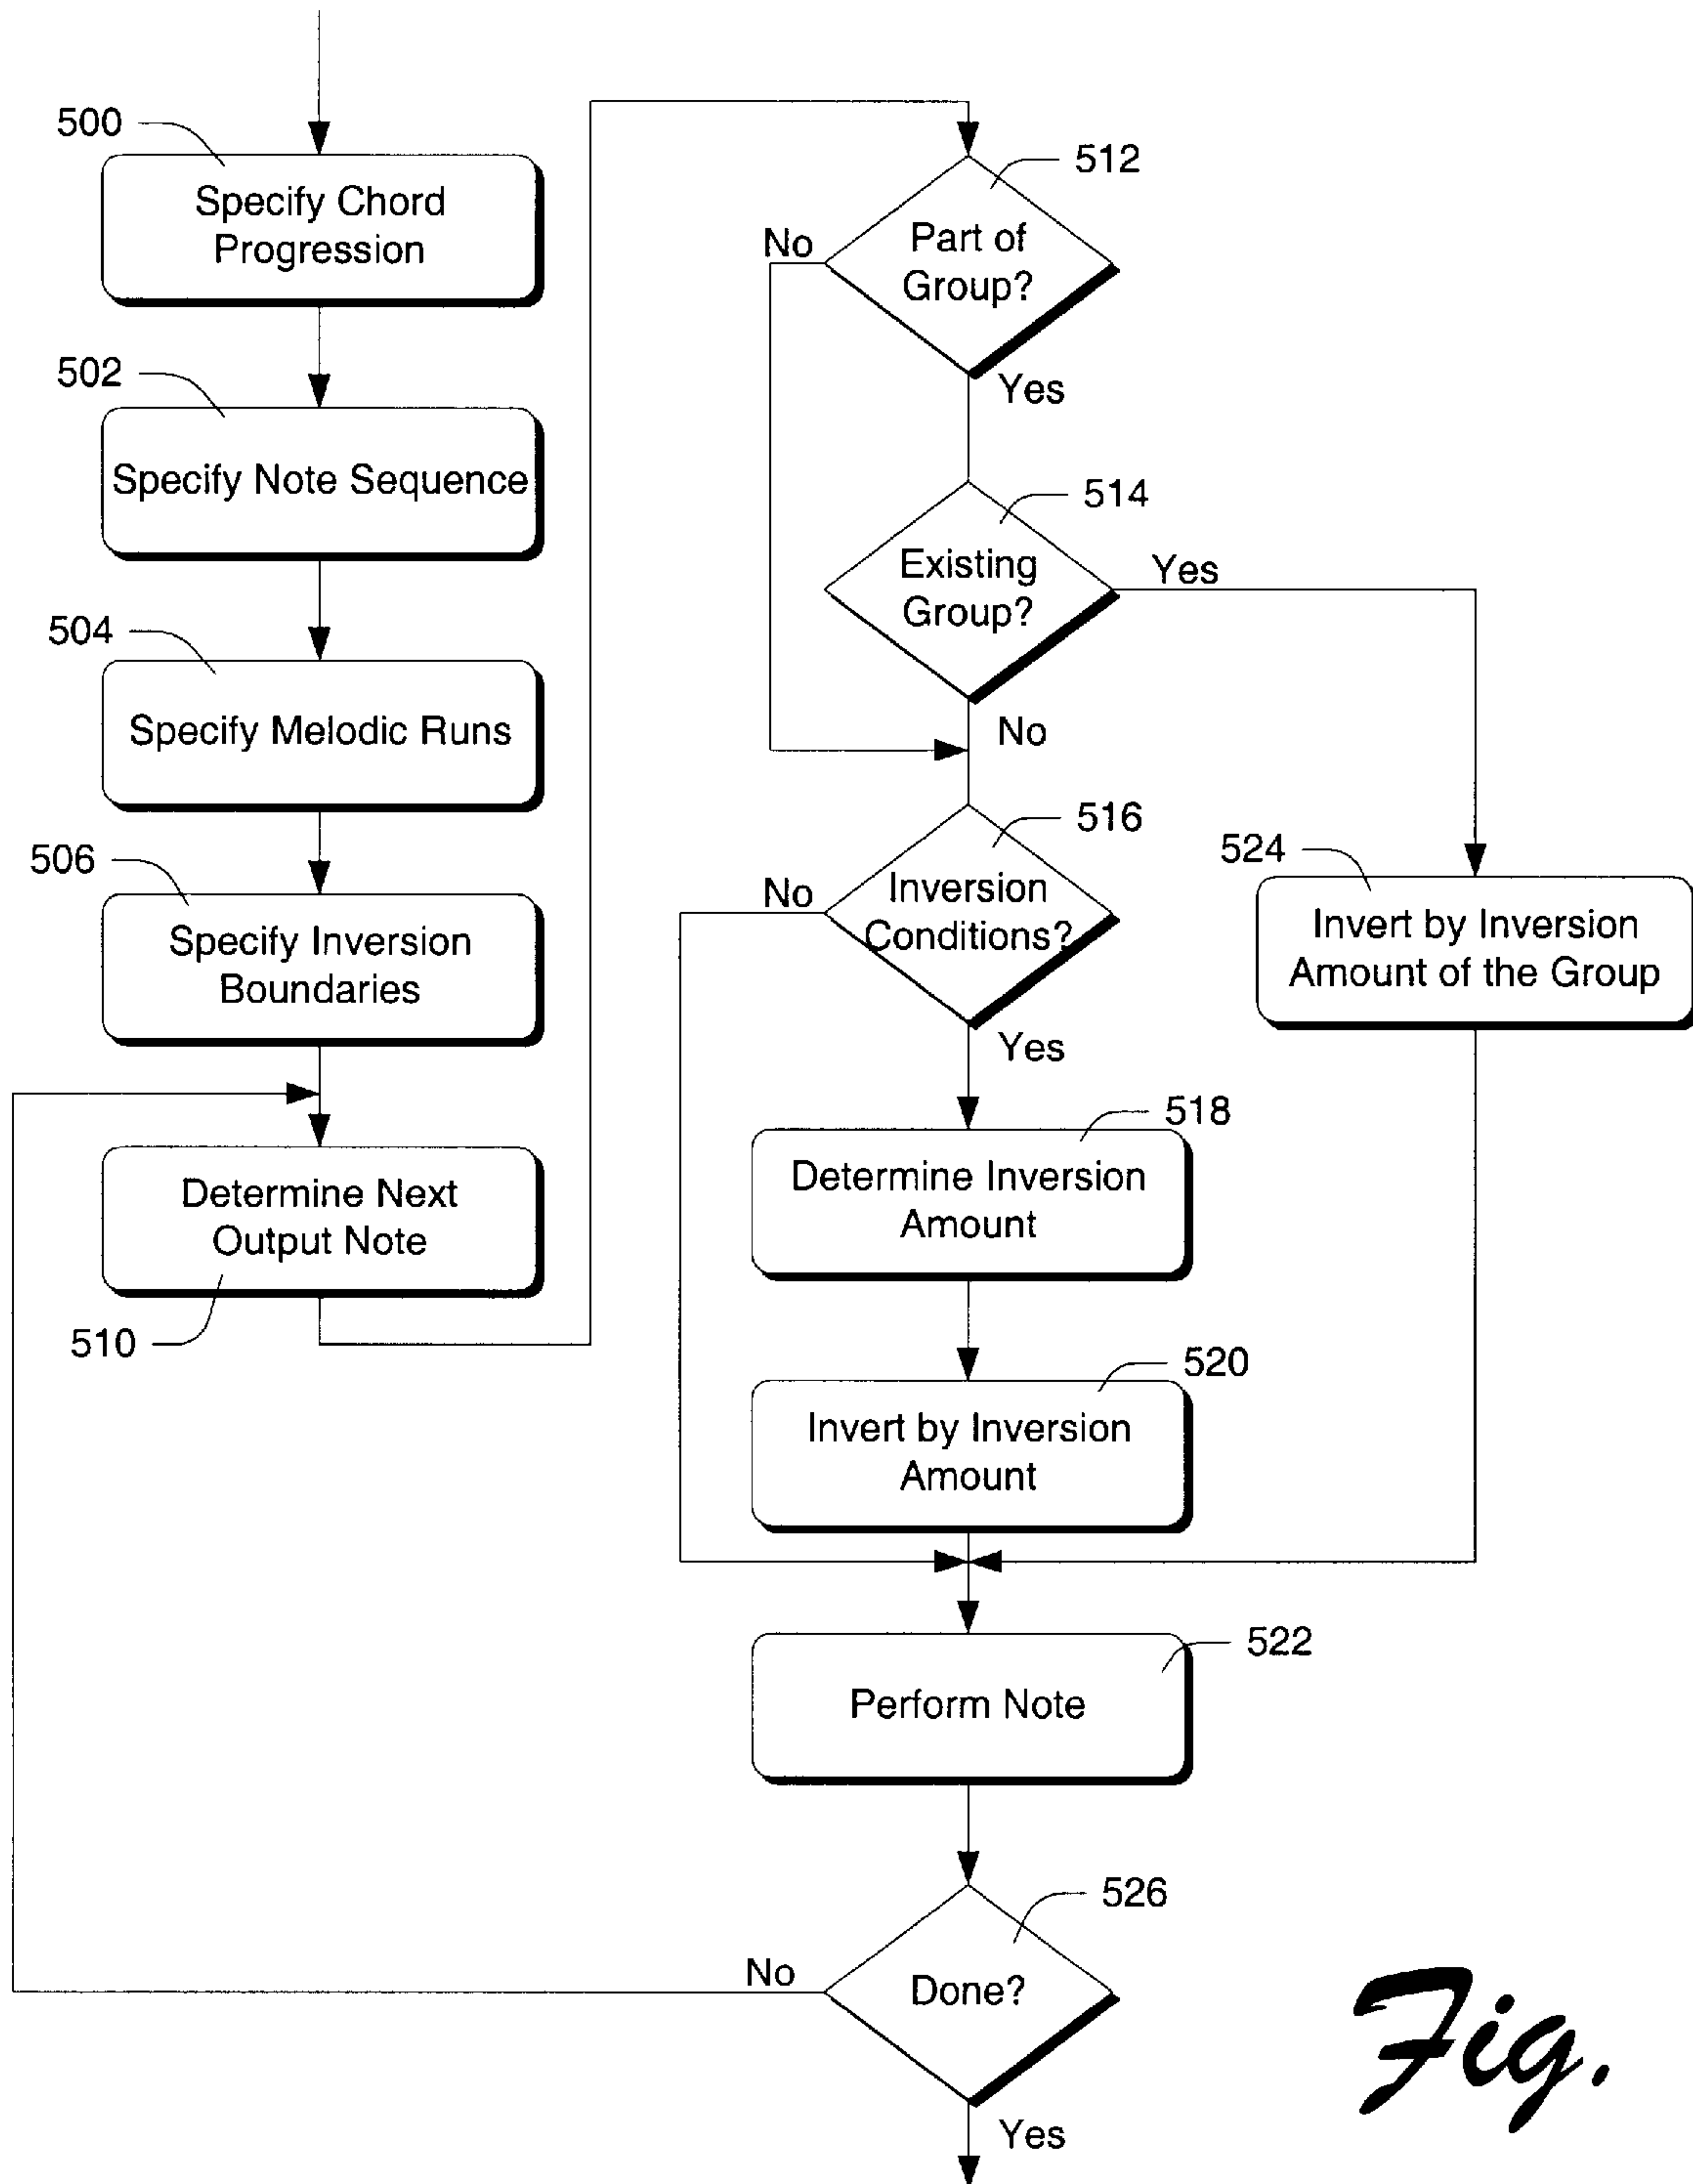 500
Specify Chord
Progression
502
Specify Note Sequence
504
Specify Melodic Runs
506
Specify Inversion
Boundaries
Determine Next
Output Note
510
512
Part of
Group?
No
Yes
514
Existing
Group?
Yes
No
516
Inversion
Conditions?
No
Yes
524
Invert by Inversion
Amount of the Group
518
Determine Inversion
Amount
520
Invert by Inversion
Amount
522
Perform Note
526
Done?
No
Yes
Fig.